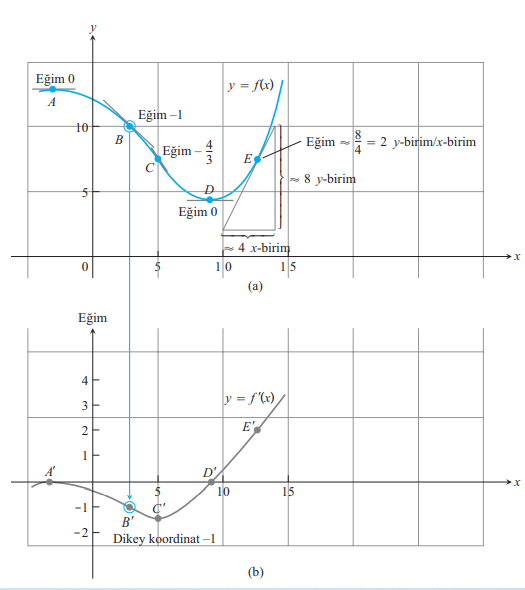 y
Eğim 0
A
y = f(x)
10
B
Eğim –1
C
Eğim – 4/3
E
Eğim ≈ 8/4 = 2 y-birim/x-birim
≈ 8 y-birim
5
D
Eğim 0
≈ 4 x-birim
x
0
5
10
15
(a)
Eğim
4
3
2
1
y = f'(x)
E'
A'
D'
x
5
10
15
–1
–2
B'
C'
Dikey koordinat –1
(b)